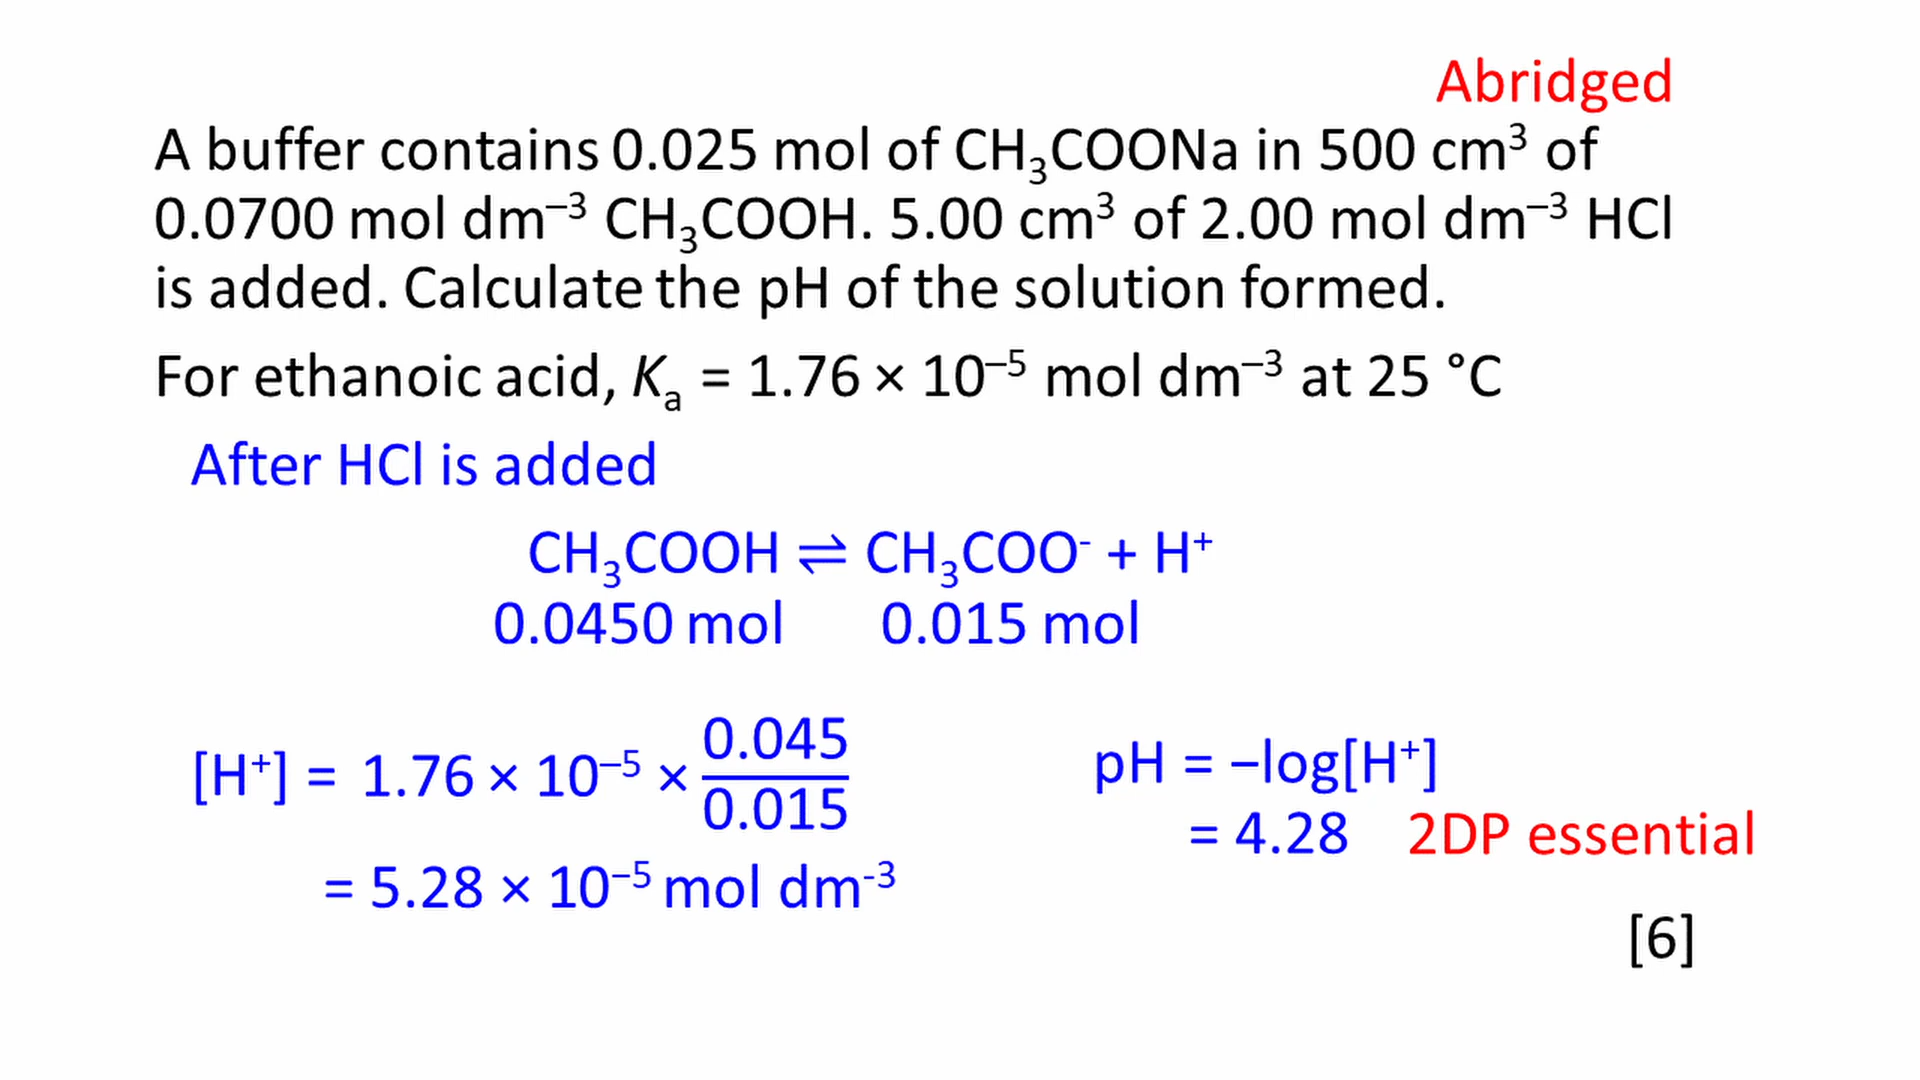 Abridged
A buffer contains 0.025 mol of CH₃COONa in 500 cm³ of
0.0700 mol dm⁻³ CH₃COOH. 5.00 cm³ of 2.00 mol dm⁻³ HCl
is added. Calculate the pH of the solution formed.
For ethanoic acid, Kₐ = 1.76 × 10⁻⁵ mol dm⁻³ at 25 °C
After HCl is added
CH₃COOH ⇌ CH₃COO⁻ + H⁺
0.0450 mol 0.015 mol
[H⁺] = 1.76 × 10⁻⁵ × 0.045/0.015
= 5.28 × 10⁻⁵ mol dm⁻³
pH = –log[H⁺]
= 4.28 2DP essential
[6]